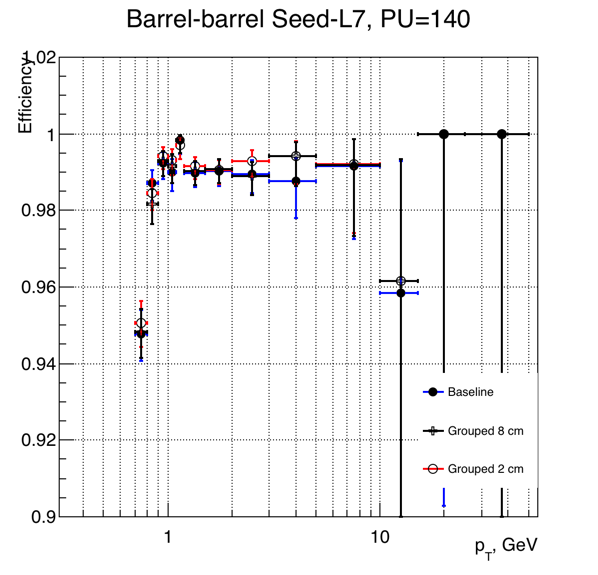 Barrel-barrel Seed-L7, PU=140
Efficiency
1.02
1
0.98
0.96
0.94
0.92
0.9
Baseline
Grouped 8 cm
Grouped 2 cm
1
10
p_T, GeV